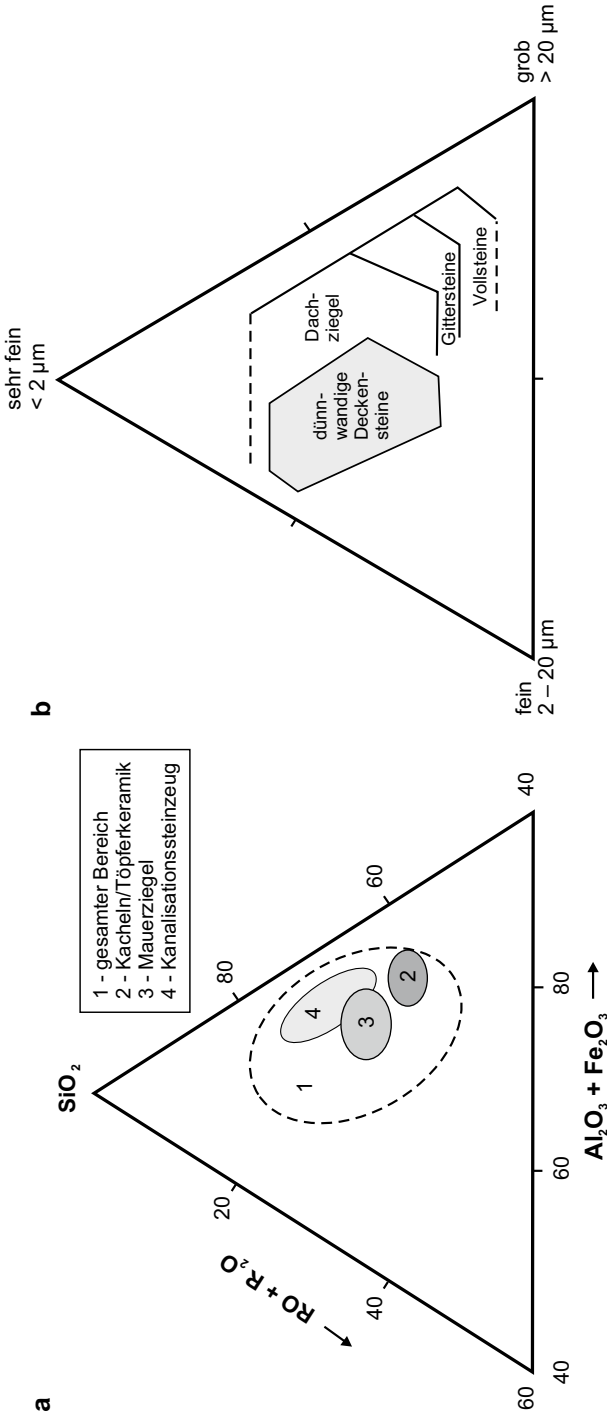 a
SiO₂
1 - gesamter Bereich
2 - Kacheln/Töpferkeramik
3 - Mauerziegel
4 - Kanalisationssteinzeug
80
60
40
20
40
60
RO + R₂O
1
4
3
2
40
60
80
Al₂O₃ + Fe₂O₃
b
sehr fein
< 2 µm
Dach-
ziegel
dünn-
wandige
Decken-
steine
Gittersteine
Vollsteine
fein
2 – 20 µm
grob
> 20 µm